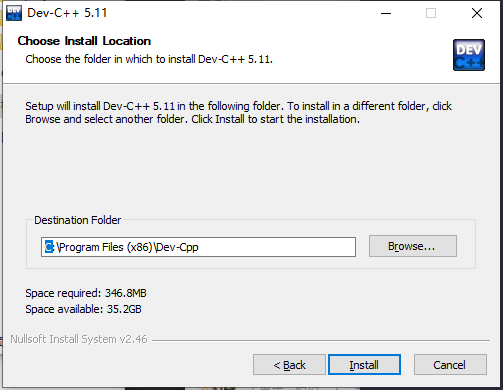 Dev-C++ 5.11
Choose Install Location
Choose the folder in which to install Dev-C++ 5.11.
DEV
C++
Setup will install Dev-C++ 5.11 in the following folder. To install in a different folder, click
Browse and select another folder. Click Install to start the installation.
Destination Folder
C:\Program Files (x86)\Dev-Cpp
Browse...
Space required: 346.8MB
Space available: 35.2GB
Nullsoft Install System v2.46
< Back
Install
Cancel